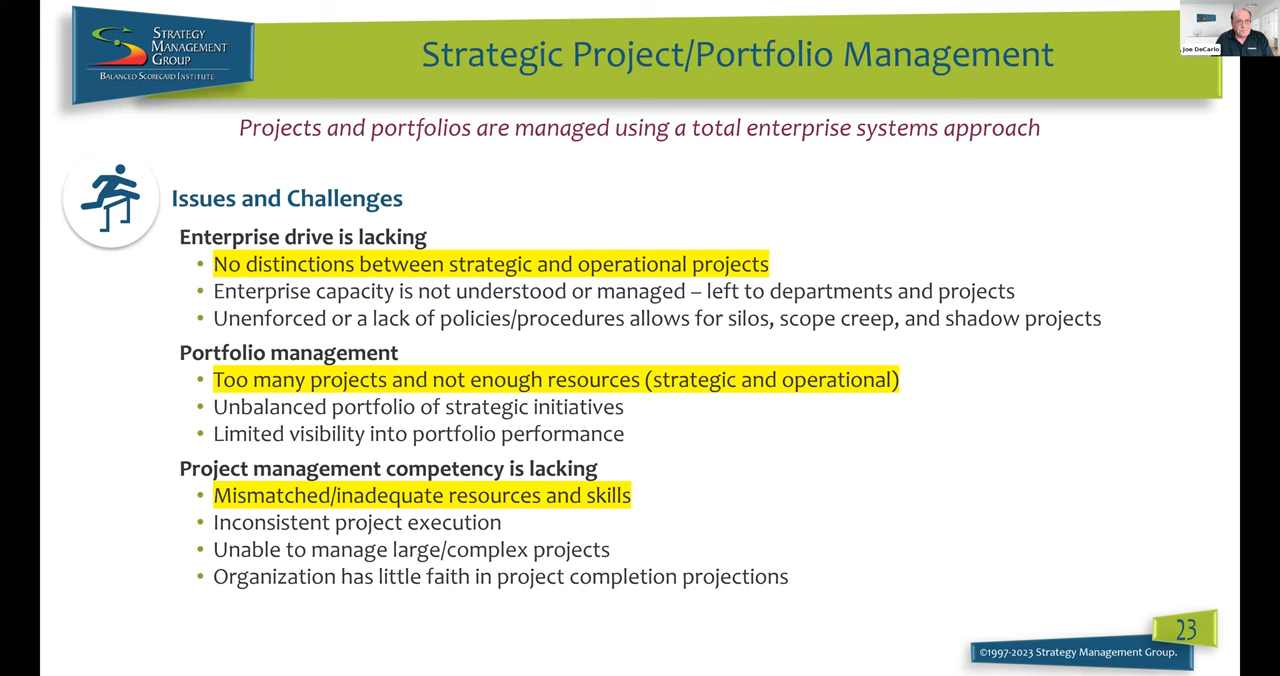 STRATEGY
MANAGEMENT
GROUP
BALANCED SCORECARD INSTITUTE
Strategic Project/Portfolio Management
Joe DeCarlo
Projects and portfolios are managed using a total enterprise systems approach
Issues and Challenges
Enterprise drive is lacking
• No distinctions between strategic and operational projects
• Enterprise capacity is not understood or managed – left to departments and projects
• Unenforced or a lack of policies/procedures allows for silos, scope creep, and shadow projects
Portfolio management
• Too many projects and not enough resources (strategic and operational)
• Unbalanced portfolio of strategic initiatives
• Limited visibility into portfolio performance
Project management competency is lacking
• Mismatched/inadequate resources and skills
• Inconsistent project execution
• Unable to manage large/complex projects
• Organization has little faith in project completion projections
23
©1997-2023 Strategy Management Group.